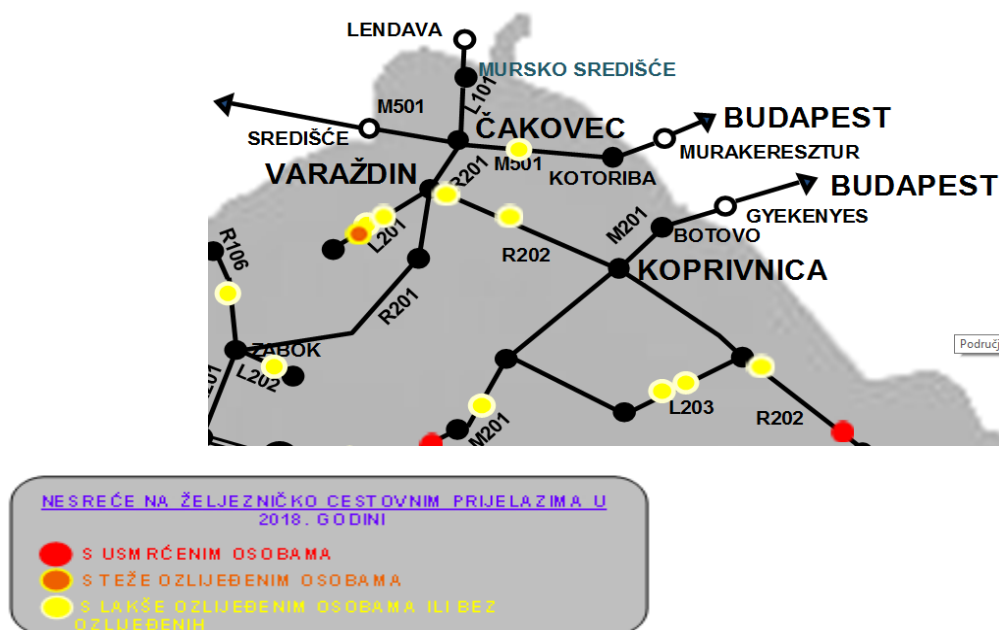 LENDAVA
MURSKO SREDIŠĆE
L101
M501
SREDIŠĆE
ČAKOVEC
BUDAPEST
M501
MURAKERESZTUR
KOTORIBA
VARAŽDIN
R201
BUDAPEST
GYEKENYES
M201
BOTOVO
L201
R202
KOPRIVNICA
R106
R201
ZABOK
L202
Područj
L203
R202
M201
NESREĆE NA ŽELJEZNIČKO CESTOVNIM PRIJELAZIMA U
2018. GODINI
S USMRĆENIM OSOBAMA
S TEŽE OZLIJEĐENIM OSOBAMA
S LAKŠE OZLIJEĐENIM OSOBAMA ILI BEZ
OZLIJEĐENIH